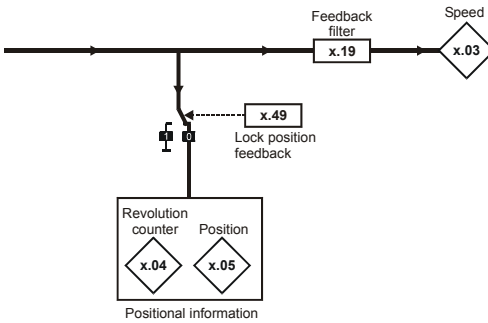 Speed
Feedback
filter
x.19
x.03
x.49
1 0
Lock position
feedback
Revolution
counter
Position
x.04
x.05
Positional information